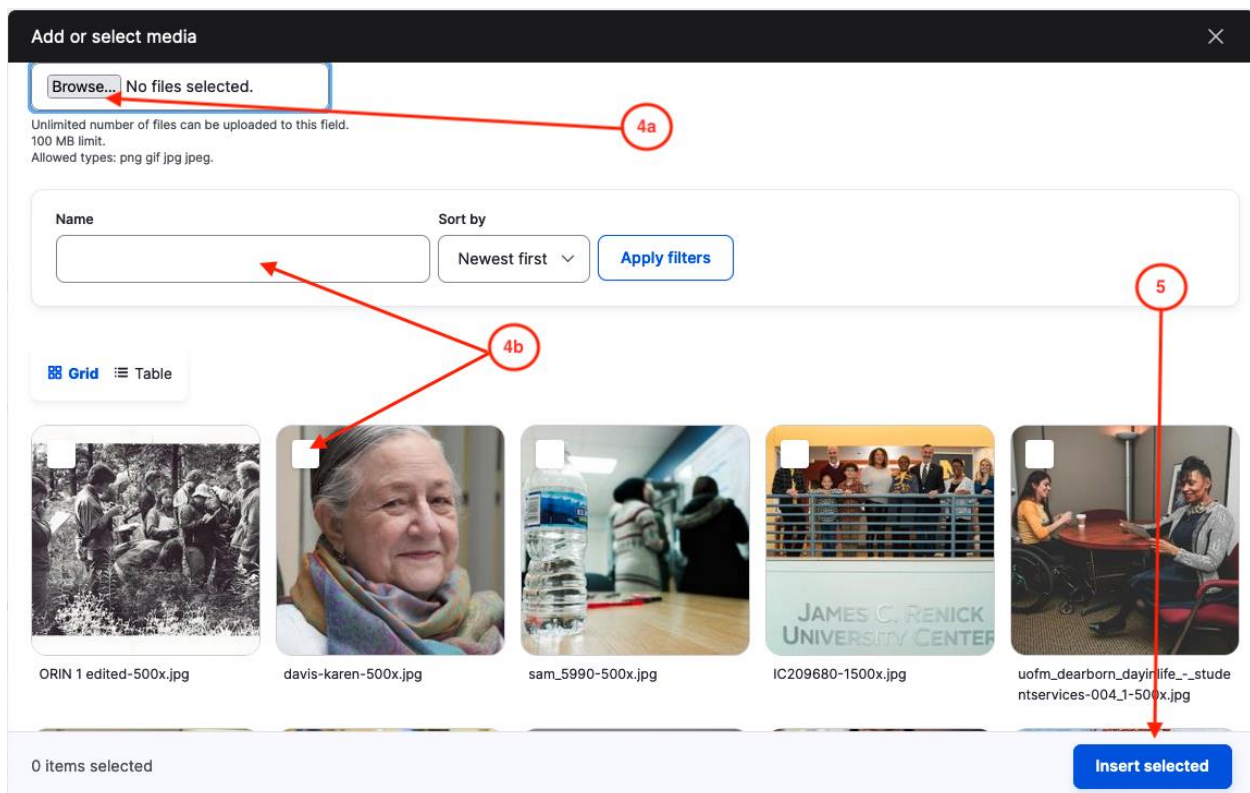 Add or select media
Browse... No files selected.
4a
Unlimited number of files can be uploaded to this field.
100 MB limit.
Allowed types: png gif jpg jpeg.
Name
Sort by
Newest first
Apply filters
5
4b
Grid
Table
JAMES C. RENICK
UNIVERSITY CENTER
ORIN 1 edited-500x.jpg
davis-karen-500x.jpg
sam_5990-500x.jpg
IC209680-1500x.jpg
uofm_dearborn_dayinlife_-_stude
ntservices-004_1-500x.jpg
0 items selected
Insert selected